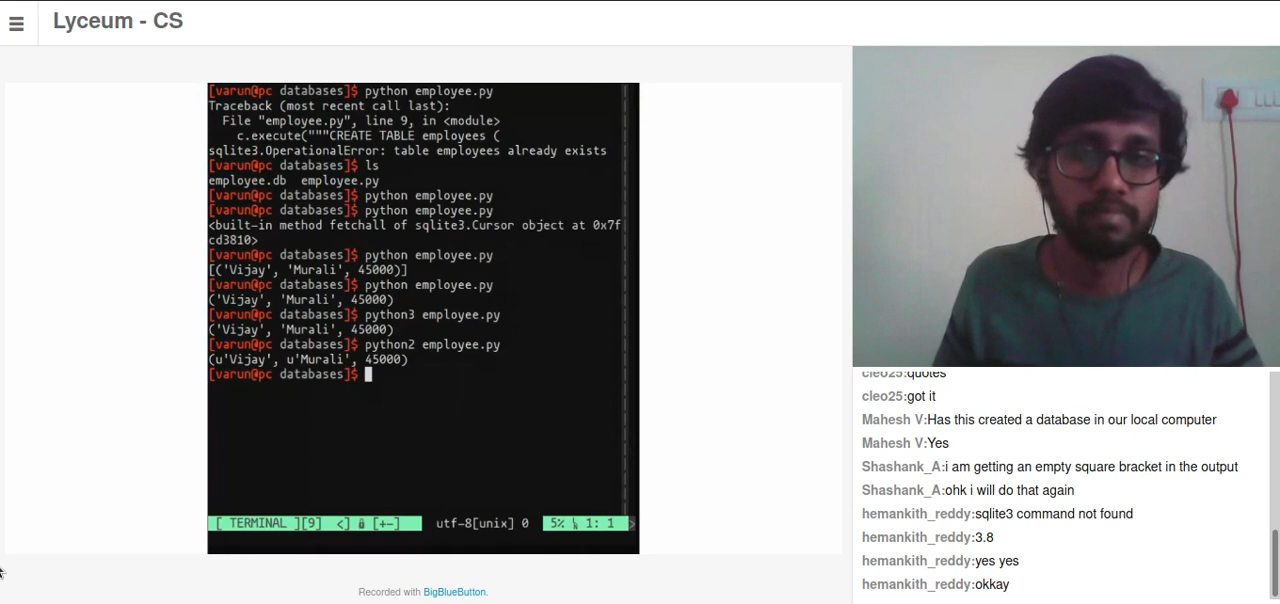 Lyceum - CS
[varun@pc databases]$ python employee.py
Traceback (most recent call last):
File "employee.py", line 9, in <module>
c.execute("""CREATE TABLE employees (
sqlite3.OperationalError: table employees already exists
[varun@pc databases]$ ls
employee.db employee.py
[varun@pc databases]$ python employee.py
[varun@pc databases]$ python employee.py
<built-in method fetchall of sqlite3.Cursor object at 0x7f
cd3810>
[varun@pc databases]$ python employee.py
[('Vijay', 'Murali', 45000)]
[varun@pc databases]$ python employee.py
('Vijay', 'Murali', 45000)
[varun@pc databases]$ python3 employee.py
('Vijay', 'Murali', 45000)
[varun@pc databases]$ python2 employee.py
(u'Vijay', u'Murali', 45000)
[varun@pc databases]$
[ TERMINAL ][9] <] [+-] utf-8[unix] 0 5% 1: 1 >
Recorded with BigBlueButton.
cleo25:quotes
cleo25:got it
Mahesh V:Has this created a database in our local computer
Mahesh V:Yes
Shashank_A:i am getting an empty square bracket in the output
Shashank_A:ohk i will do that again
hemankith_reddy:sqlite3 command not found
hemankith_reddy:3.8
hemankith_reddy:yes yes
hemankith_reddy:okkay